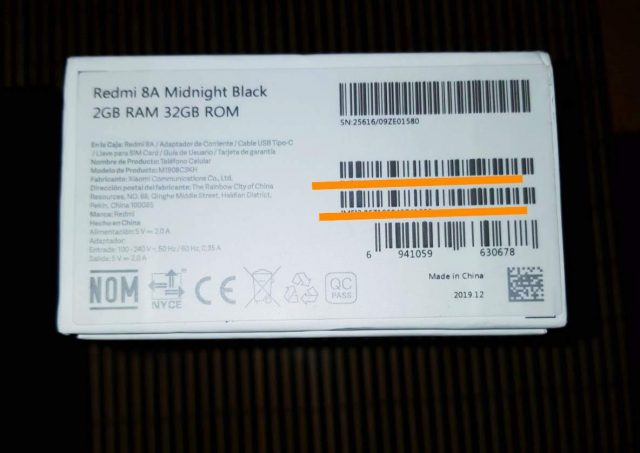 Redmi 8A Midnight Black
2GB RAM 32GB ROM
En la Caja: Redmi 8A / Adaptador de Corriente / Cable USB Tipo-C
/ Llave para SIM Card / Guía de Usuario / Tarjeta de garantía
Nombre de Producto: Teléfono Celular
Modelo de Producto: M1908C3KH
Fabricante: Xiaomi Communications Co., Ltd.
Dirección postal del fabricante: The Rainbow City of China
Resources, NO. 68, Qinghe Middle Street, Haidian District,
Pekín, China 100085
Marca: Redmi
Hecho en China
Alimentación: 5 V⎓ 2,0 A
Adaptador:
Entrada: 100-240 V~, 50 Hz / 60 Hz, 0,35 A
Salida: 5 V⎓ 2,0 A
NOM
NYCE
CE
QC
PASS
SN:25616/09ZE01580
6 941059 630678
Made in China
2019.12